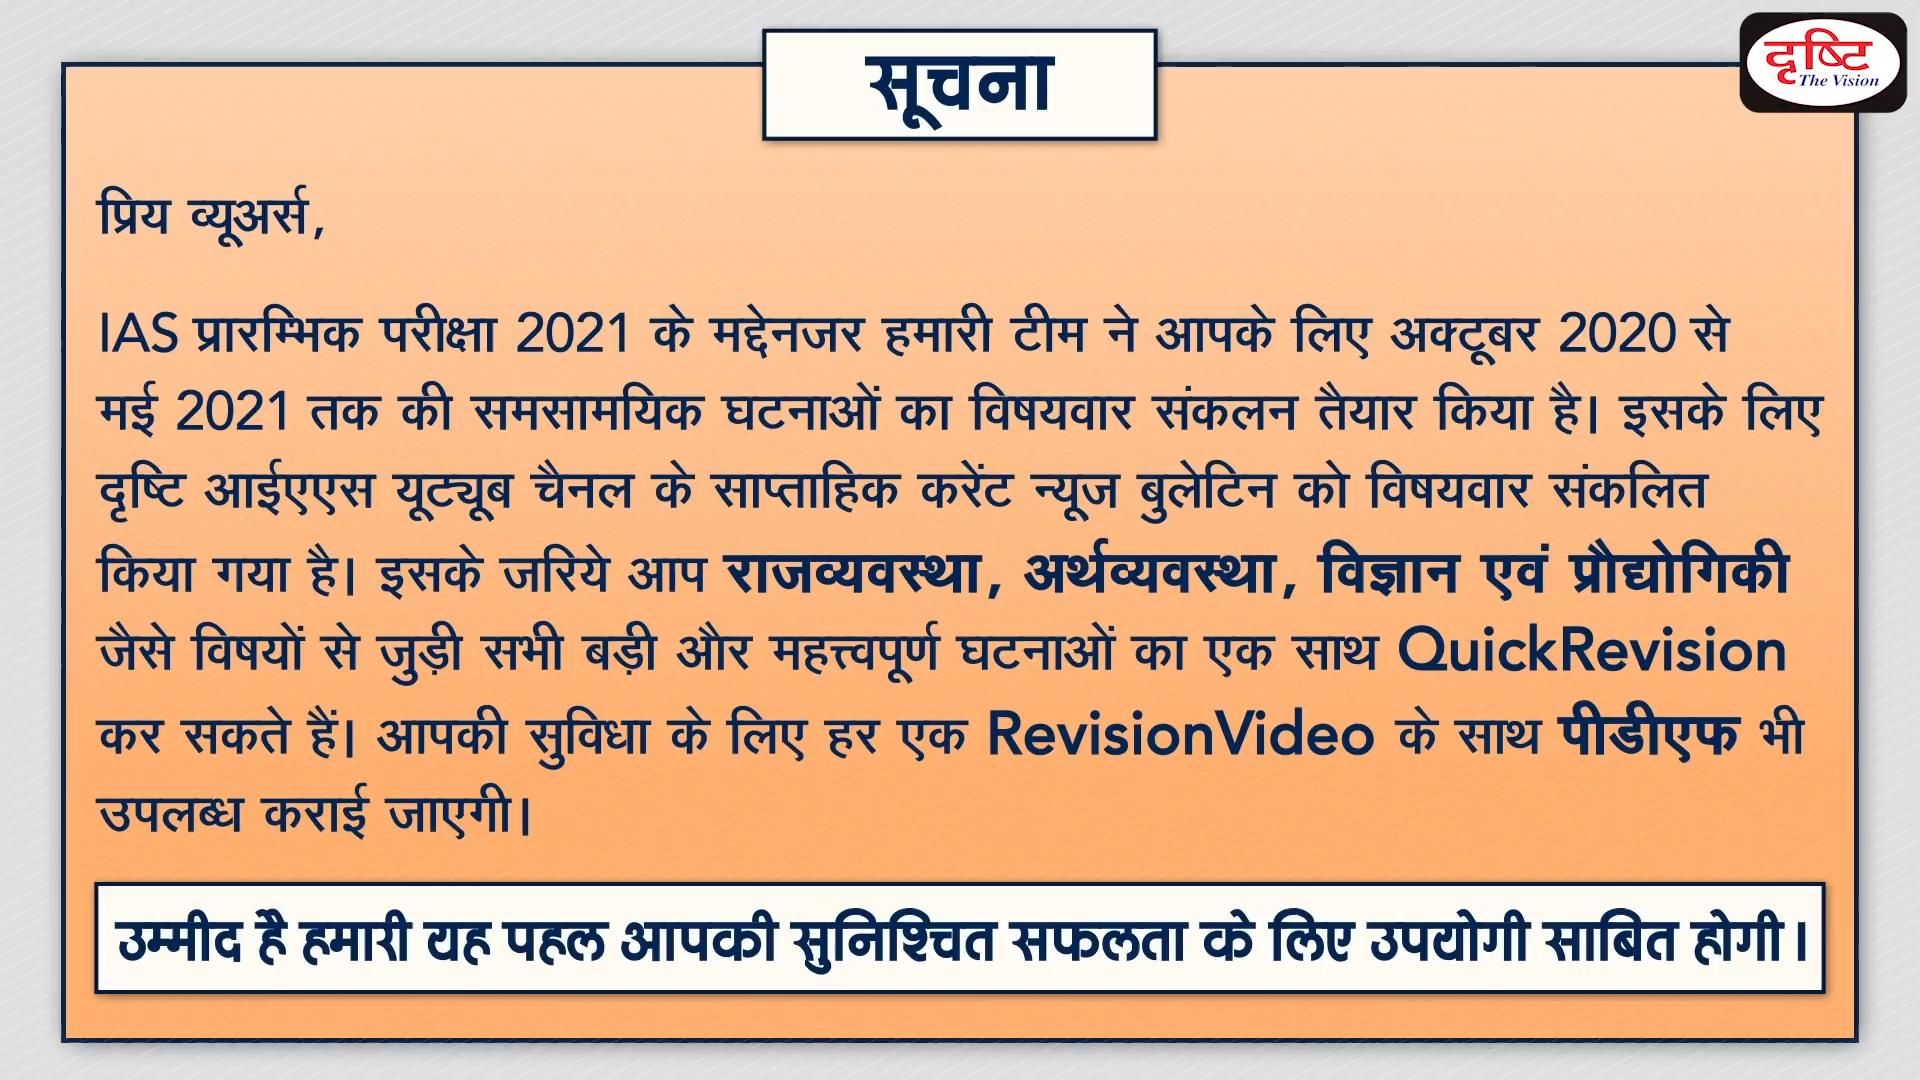 सूचना
दृष्टि
The Vision
प्रिय व्यूअर्स,
IAS प्रारम्भिक परीक्षा 2021 के मद्देनजर हमारी टीम ने आपके लिए अक्टूबर 2020 से
मई 2021 तक की समसामयिक घटनाओं का विषयवार संकलन तैयार किया है। इसके लिए
दृष्टि आईएएस यूट्यूब चैनल के साप्ताहिक करेंट न्यूज बुलेटिन को विषयवार संकलित
किया गया है। इसके जरिये आप राजव्यवस्था, अर्थव्यवस्था, विज्ञान एवं प्रौद्योगिकी
जैसे विषयों से जुड़ी सभी बड़ी और महत्त्वपूर्ण घटनाओं का एक साथ QuickRevision
कर सकते हैं। आपकी सुविधा के लिए हर एक RevisionVideo के साथ पीडीएफ भी
उपलब्ध कराई जाएगी।
उम्मीद है हमारी यह पहल आपकी सुनिश्चित सफलता के लिए उपयोगी साबित होगी।